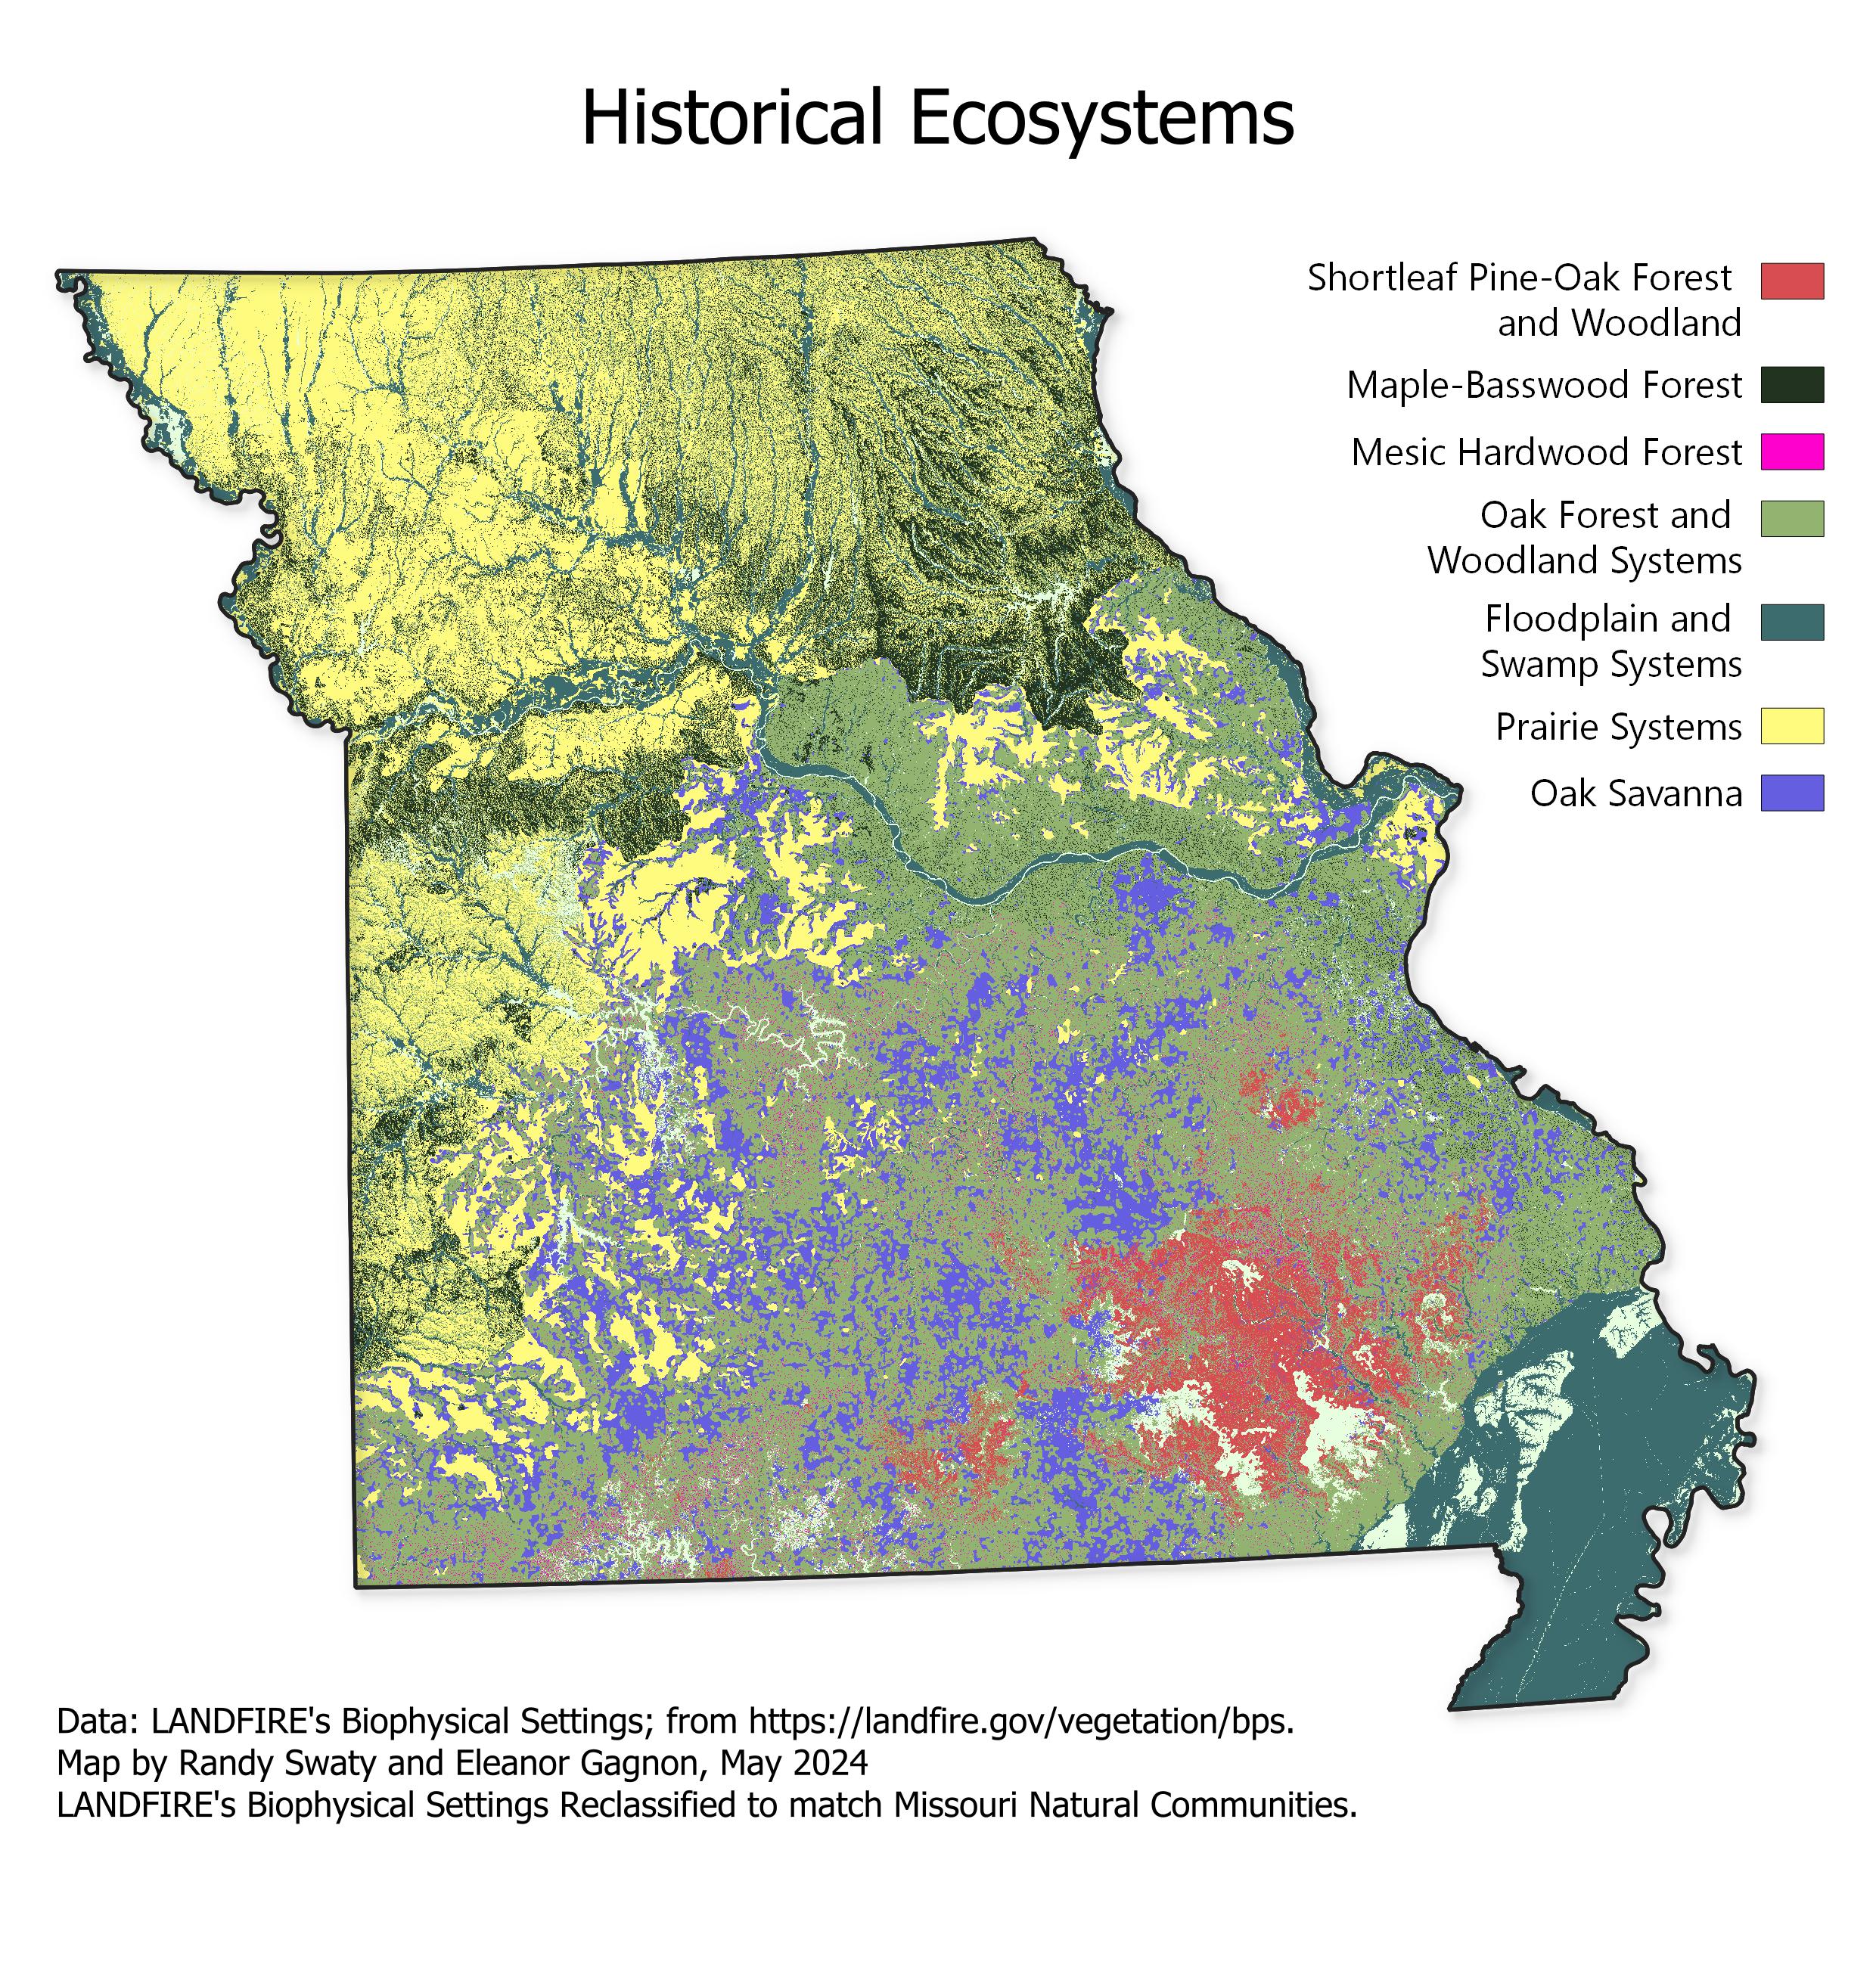 Historical Ecosystems
Shortleaf Pine-Oak Forest
and Woodland
Maple-Basswood Forest
Mesic Hardwood Forest
Oak Forest and
Woodland Systems
Floodplain and
Swamp Systems
Prairie Systems
Oak Savanna
Data: LANDFIRE's Biophysical Settings; from https://landfire.gov/vegetation/bps.
Map by Randy Swaty and Eleanor Gagnon, May 2024
LANDFIRE's Biophysical Settings Reclassified to match Missouri Natural Communities.